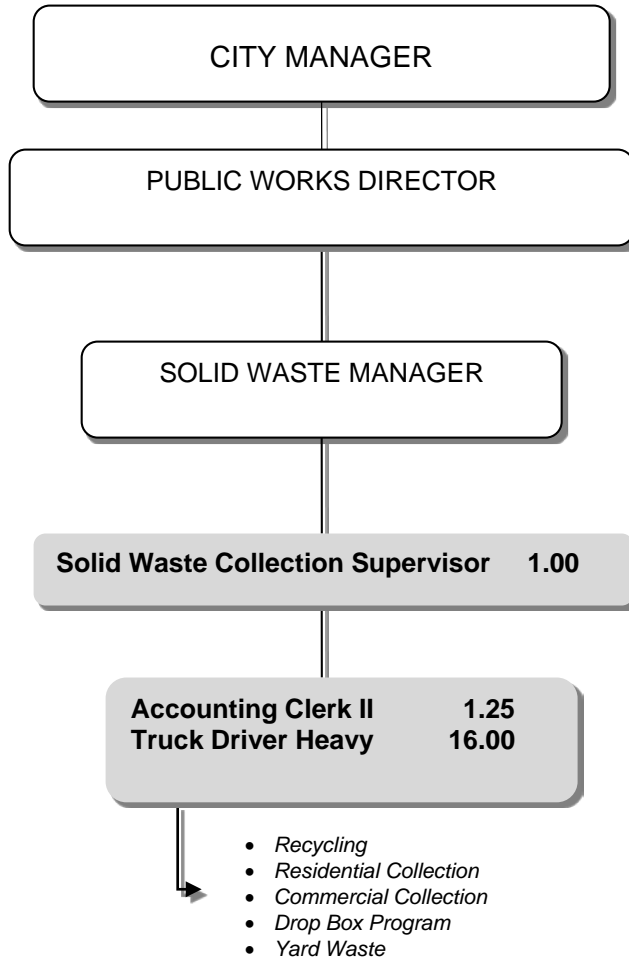 CITY MANAGER
PUBLIC WORKS DIRECTOR
SOLID WASTE MANAGER
Solid Waste Collection Supervisor 1.00
Accounting Clerk II 1.25
Truck Driver Heavy 16.00
• Recycling
• Residential Collection
• Commercial Collection
• Drop Box Program
• Yard Waste